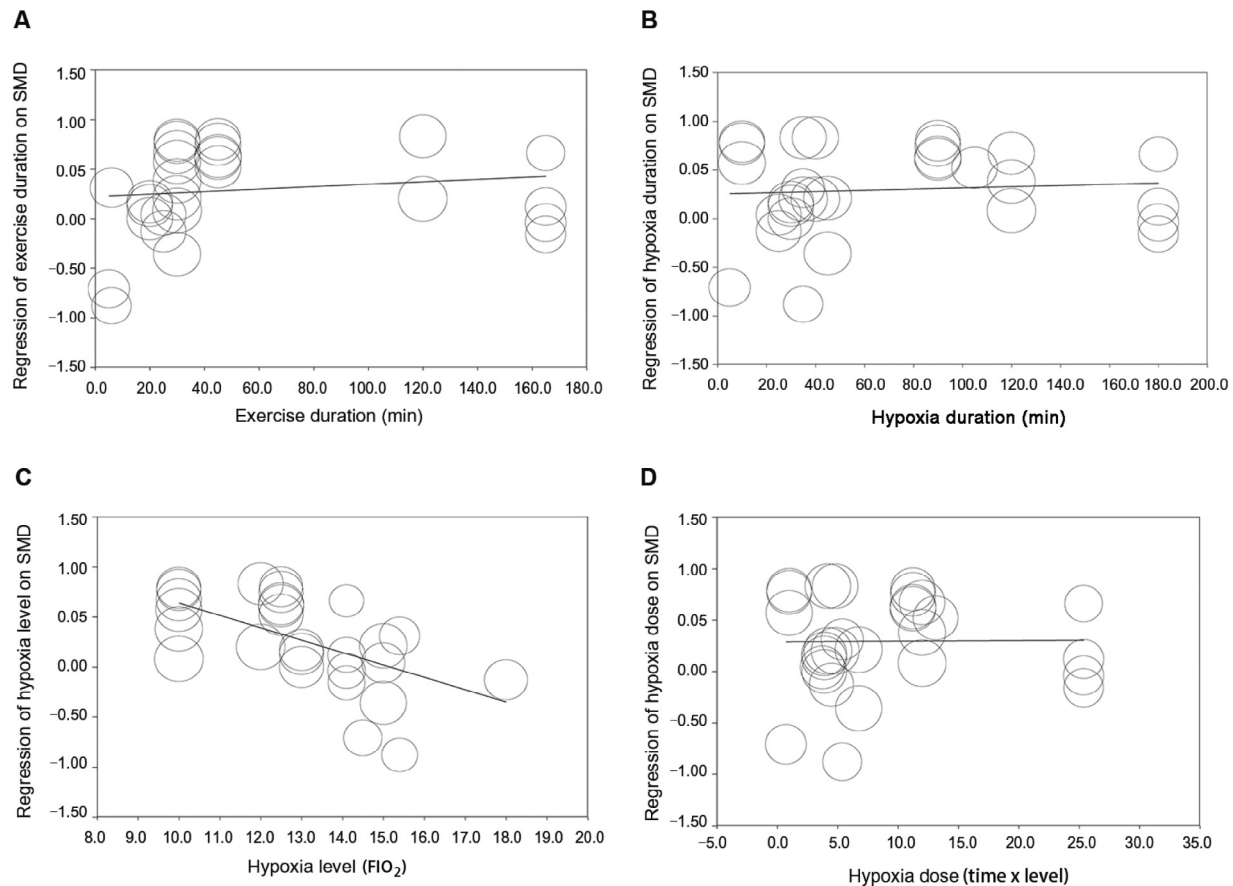 A
Regression of exercise duration on SMD
1.50
1.00
0.05
0.00
−0.50
−1.00
−1.50
0.0 20.0 40.0 60.0 80.0 100.0 120.0 140.0 160.0 180.0
Exercise duration (min)
B
Regression of hypoxia duration on SMD
1.50
1.00
0.05
0.00
−0.50
−1.00
−1.50
0.0 20.0 40.0 60.0 80.0 100.0 120.0 140.0 160.0 180.0 200.0
Hypoxia duration (min)
C
Regression of hypoxia level on SMD
1.50
1.00
0.05
0.00
−0.50
−1.00
−1.50
8.0 9.0 10.0 11.0 12.0 13.0 14.0 15.0 16.0 17.0 18.0 19.0 20.0
Hypoxia level (FIO₂)
D
Regression of hypoxia dose on SMD
1.50
1.00
0.05
0.00
−0.50
−1.00
−1.50
−5.0 0.0 5.0 10.0 15.0 20.0 25.0 30.0 35.0
Hypoxia dose (time x level)